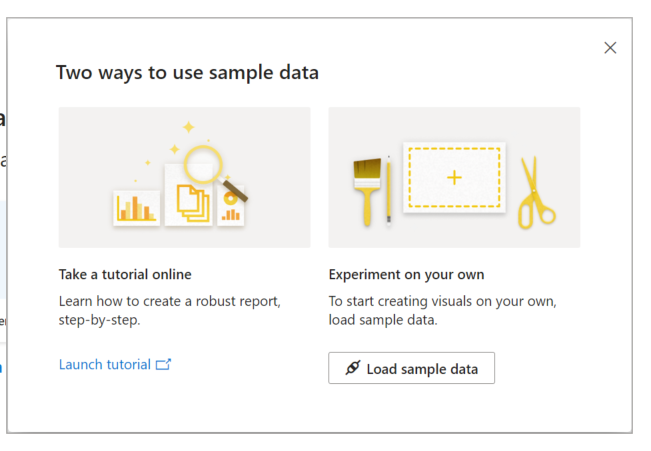 Two ways to use sample data
Take a tutorial online
Learn how to create a robust report,
step-by-step.
Launch tutorial
Experiment on your own
To start creating visuals on your own,
load sample data.
Load sample data